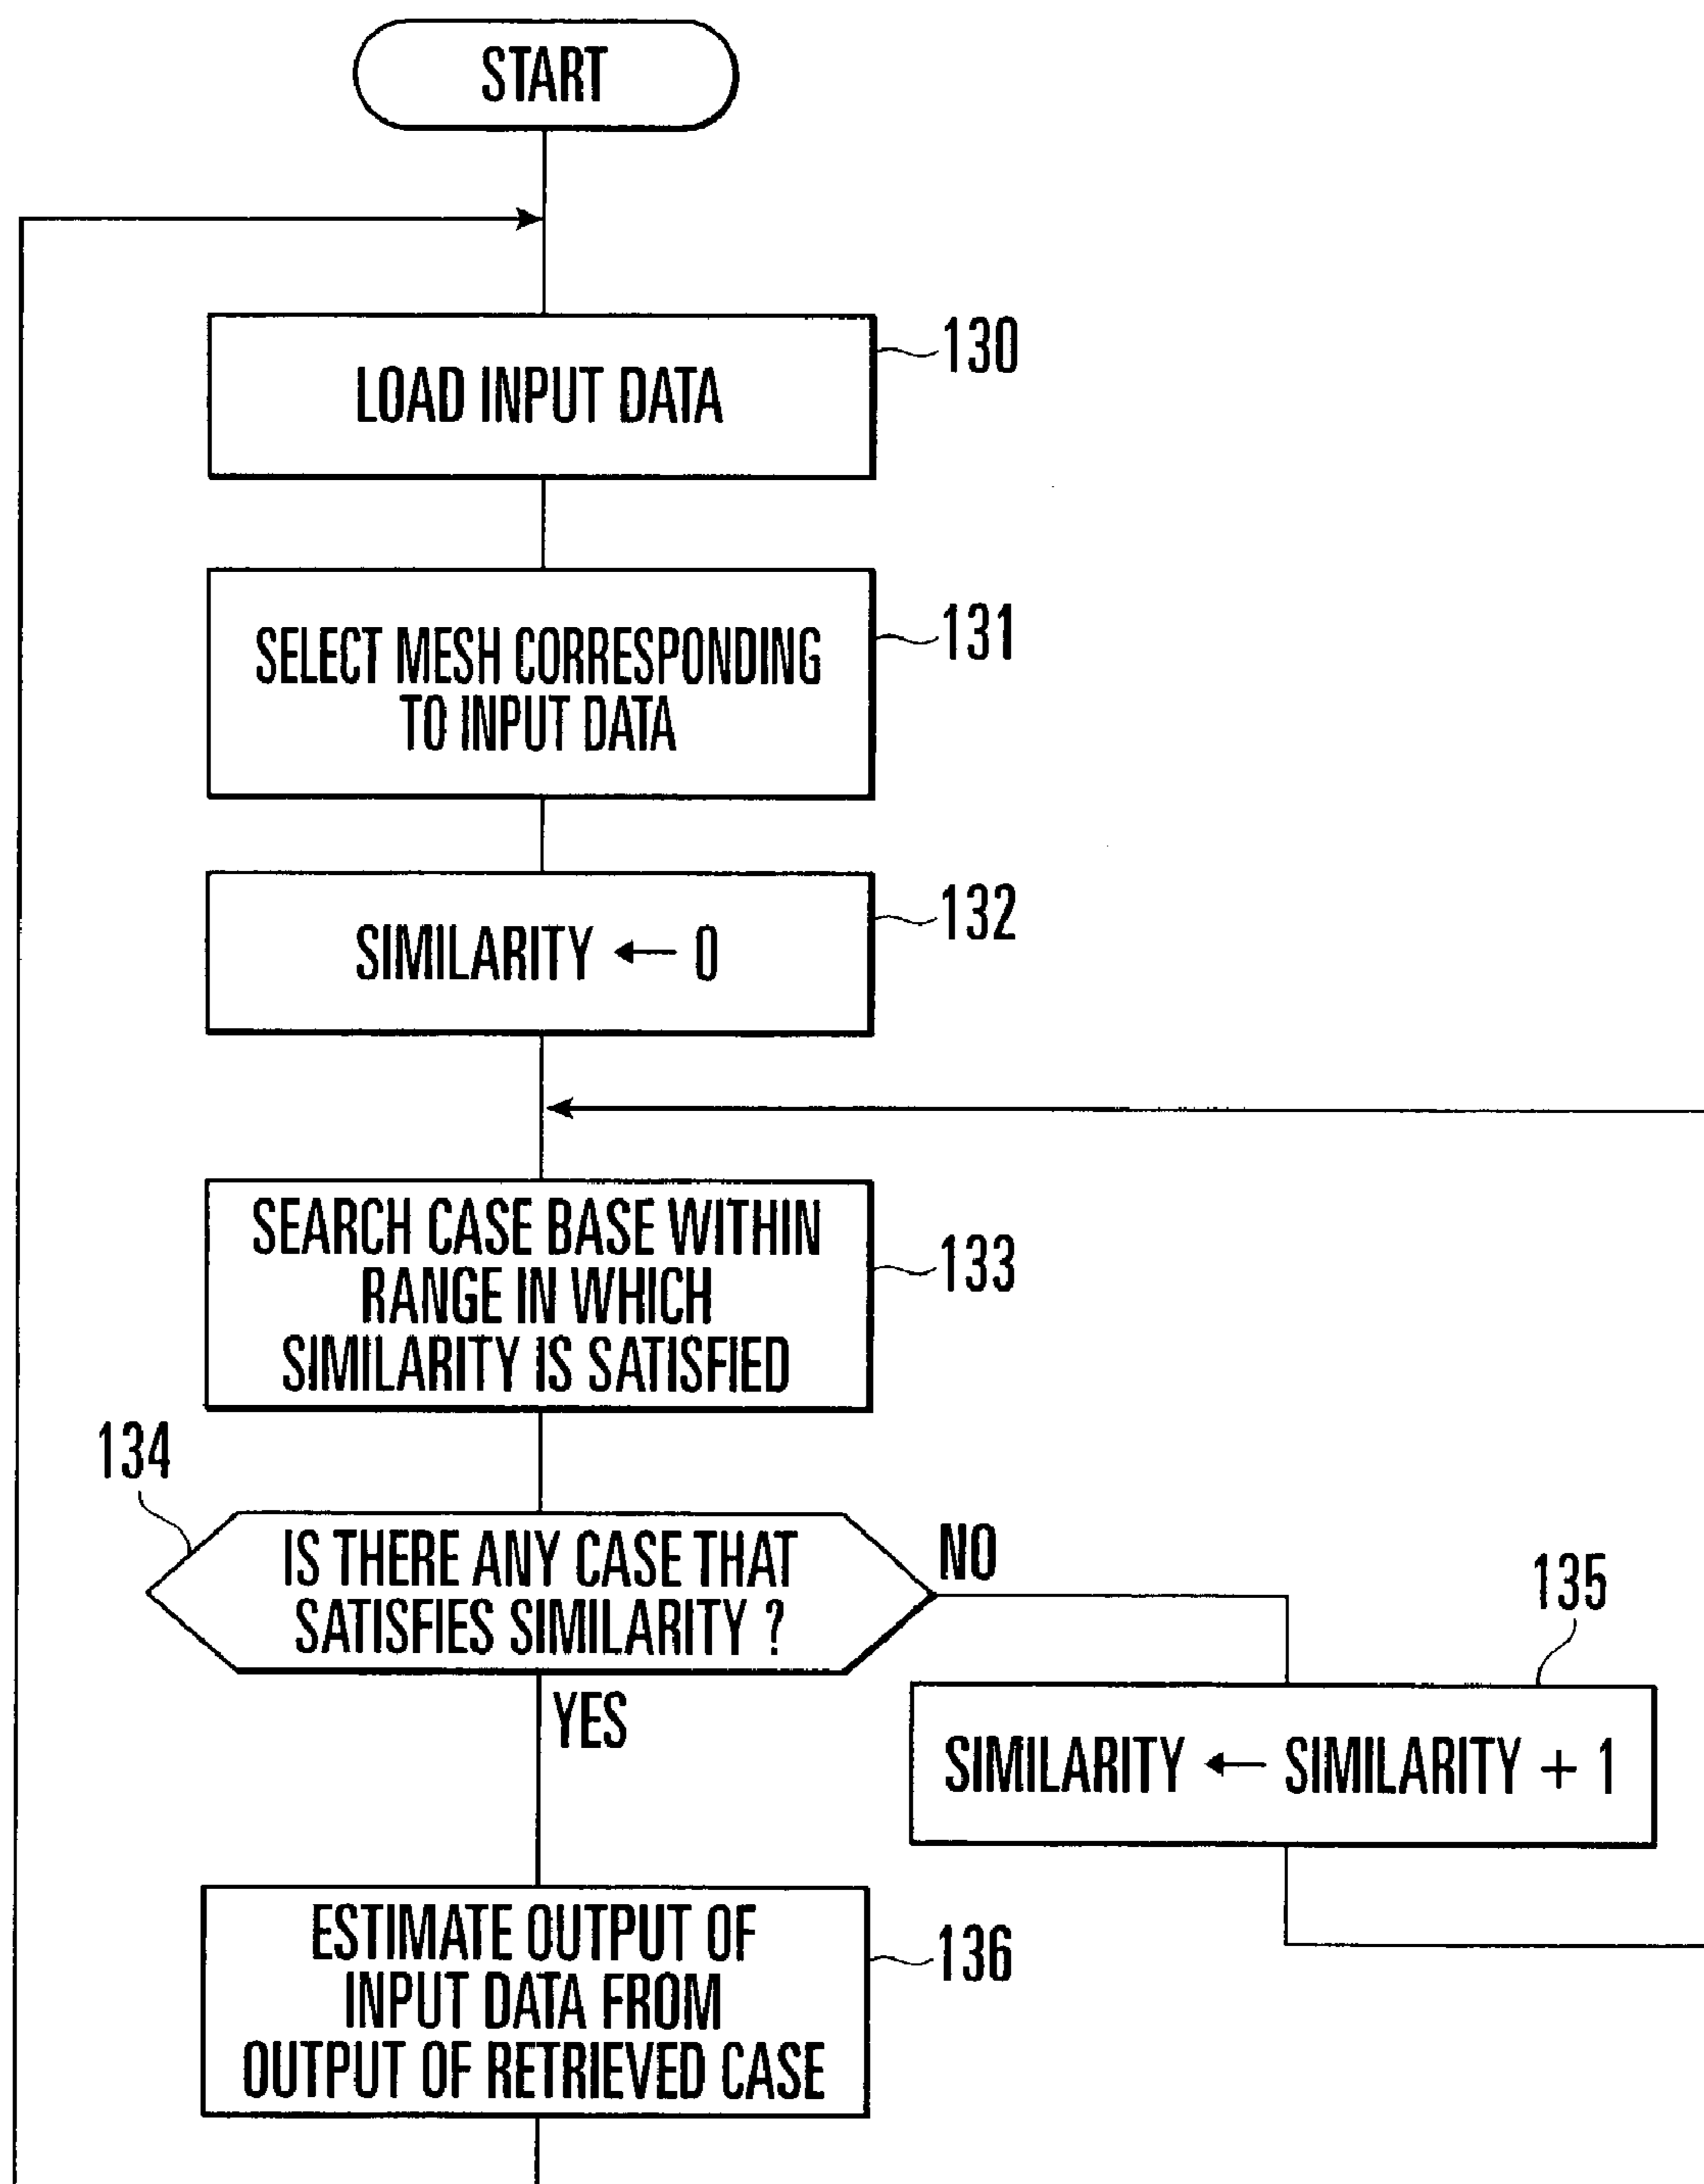 START
130
LOAD INPUT DATA
131
SELECT MESH CORRESPONDING
TO INPUT DATA
132
SIMILARITY ← 0
133
SEARCH CASE BASE WITHIN
RANGE IN WHICH
SIMILARITY IS SATISFIED
134
IS THERE ANY CASE THAT
SATISFIES SIMILARITY ?
NO
YES
135
SIMILARITY ← SIMILARITY + 1
136
ESTIMATE OUTPUT OF
INPUT DATA FROM
OUTPUT OF RETRIEVED CASE